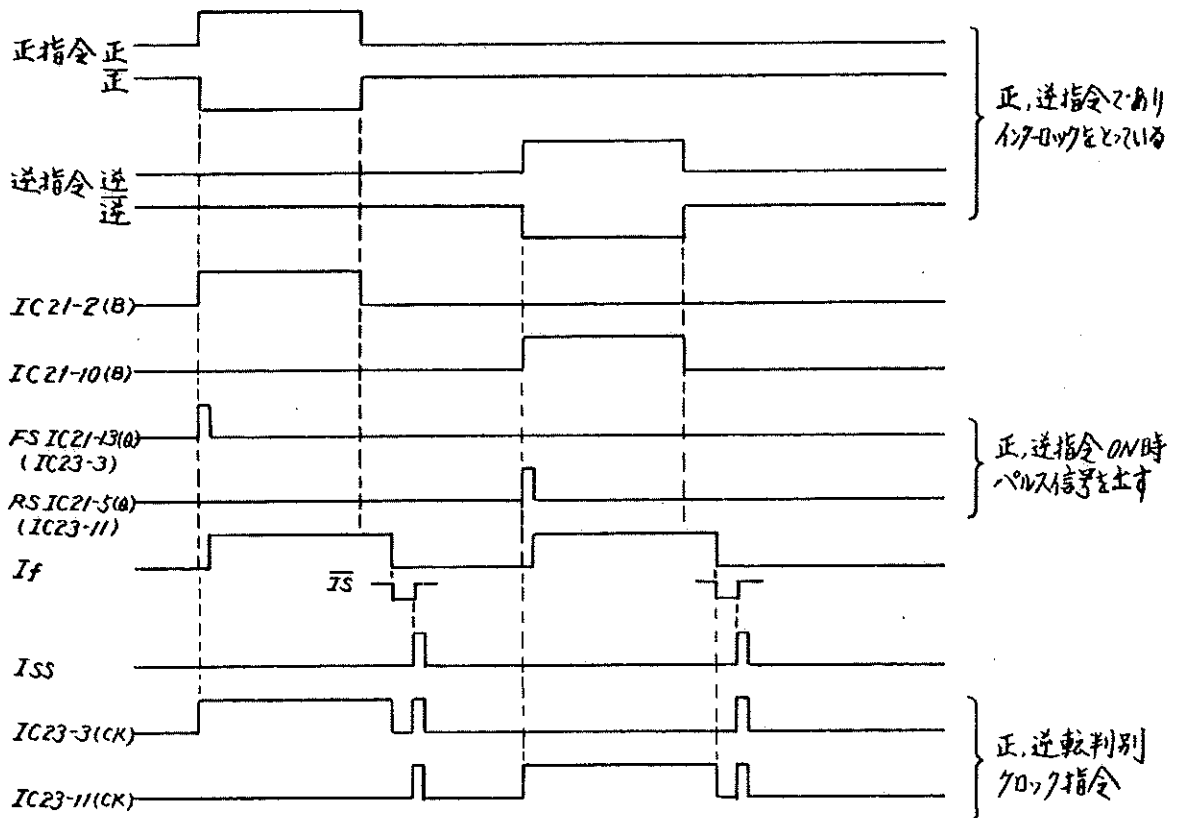 正指令 正
正
正,逆指令であり
インターロックをとっている
逆指令 逆
逆
IC21-2(B)
IC21-10(B)
FS IC21-13(Q)
(IC23-3)
正,逆指令ON時
パルス信号を出す
RS IC21-5(Q)
(IC23-11)
If
IS
ISS
IC23-3(CK)
正,逆転判別
クロック指令
IC23-11(CK)